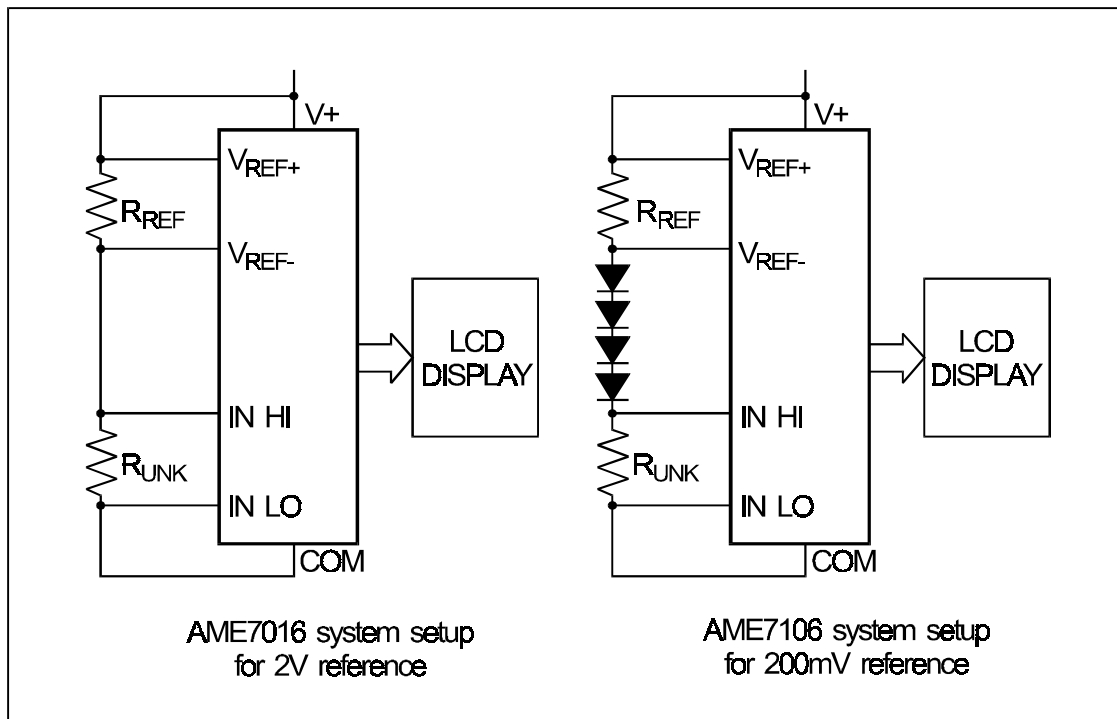 V+
V+
VREF+
RREF
VREF-
IN HI
RUNK
IN LO
COM
LCD
DISPLAY
AME7016 system setup
for 2V reference
VREF+
RREF
VREF-
IN HI
RUNK
IN LO
COM
LCD
DISPLAY
AME7106 system setup
for 200mV reference